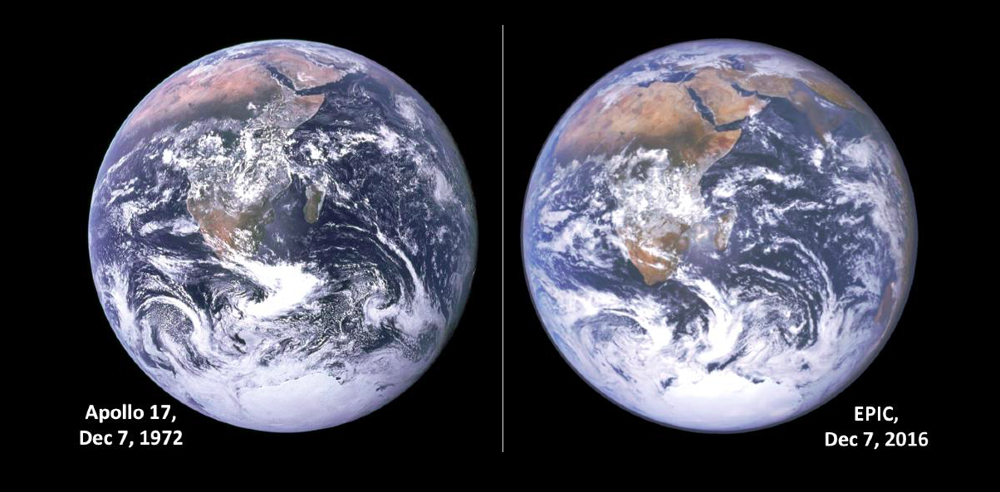 Apollo 17,
Dec 7, 1972
EPIC,
Dec 7, 2016